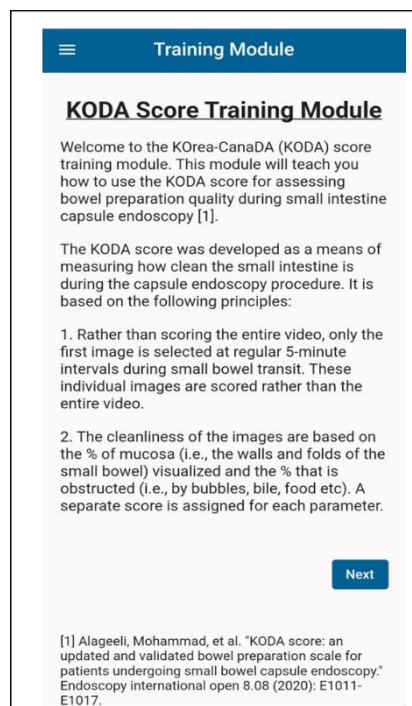 Training Module
KODA Score Training Module
Welcome to the KOrea-CanaDA (KODA) score
training module. This module will teach you
how to use the KODA score for assessing
bowel preparation quality during small intestine
capsule endoscopy [1].
The KODA score was developed as a means of
measuring how clean the small intestine is
during the capsule endoscopy procedure. It is
based on the following principles:
1. Rather than scoring the entire video, only the
first image is selected at regular 5-minute
intervals during small bowel transit. These
individual images are scored rather than the
entire video.
2. The cleanliness of the images are based on
the % of mucosa (i.e., the walls and folds of the
small bowel) visualized and the % that is
obstructed (i.e., by bubbles, bile, food etc). A
separate score is assigned for each parameter.
Next
[1] Alageeli, Mohammad, et al. "KODA score: an
updated and validated bowel preparation scale for
patients undergoing small bowel capsule endoscopy."
Endoscopy international open 8.08 (2020): E1011-
E1017.